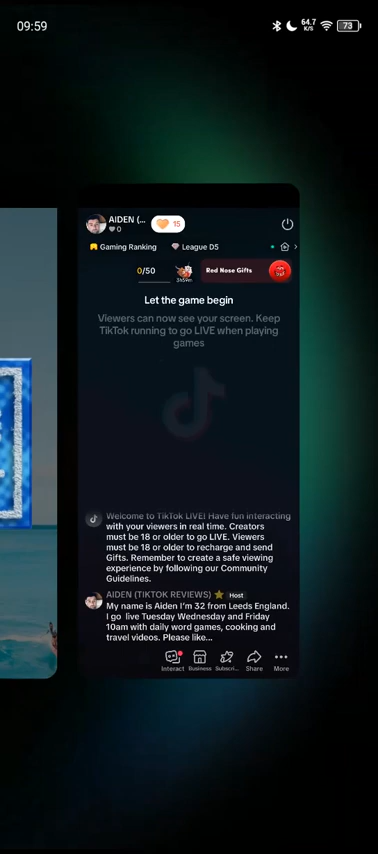 09:59
64.7
K/S
73
AIDEN (...
0
15
Gaming Ranking
League D5
0/50
3h59m
Red Nose Gifts
Let the game begin
Viewers can now see your screen. Keep
TikTok running to go LIVE when playing
games
Welcome to TikTok LIVE! Have fun interacting
with your viewers in real time. Creators
must be 18 or older to go LIVE. Viewers
must be 18 or older to recharge and send
Gifts. Remember to create a safe viewing
experience by following our Community
Guidelines.
AIDEN (TIKTOK REVIEWS) Host
My name is Aiden I'm 32 from Leeds England.
I go live Tuesday Wednesday and Friday
10am with daily word games, cooking and
travel videos. Please like...
Interact
Business
Subscri...
Share
More